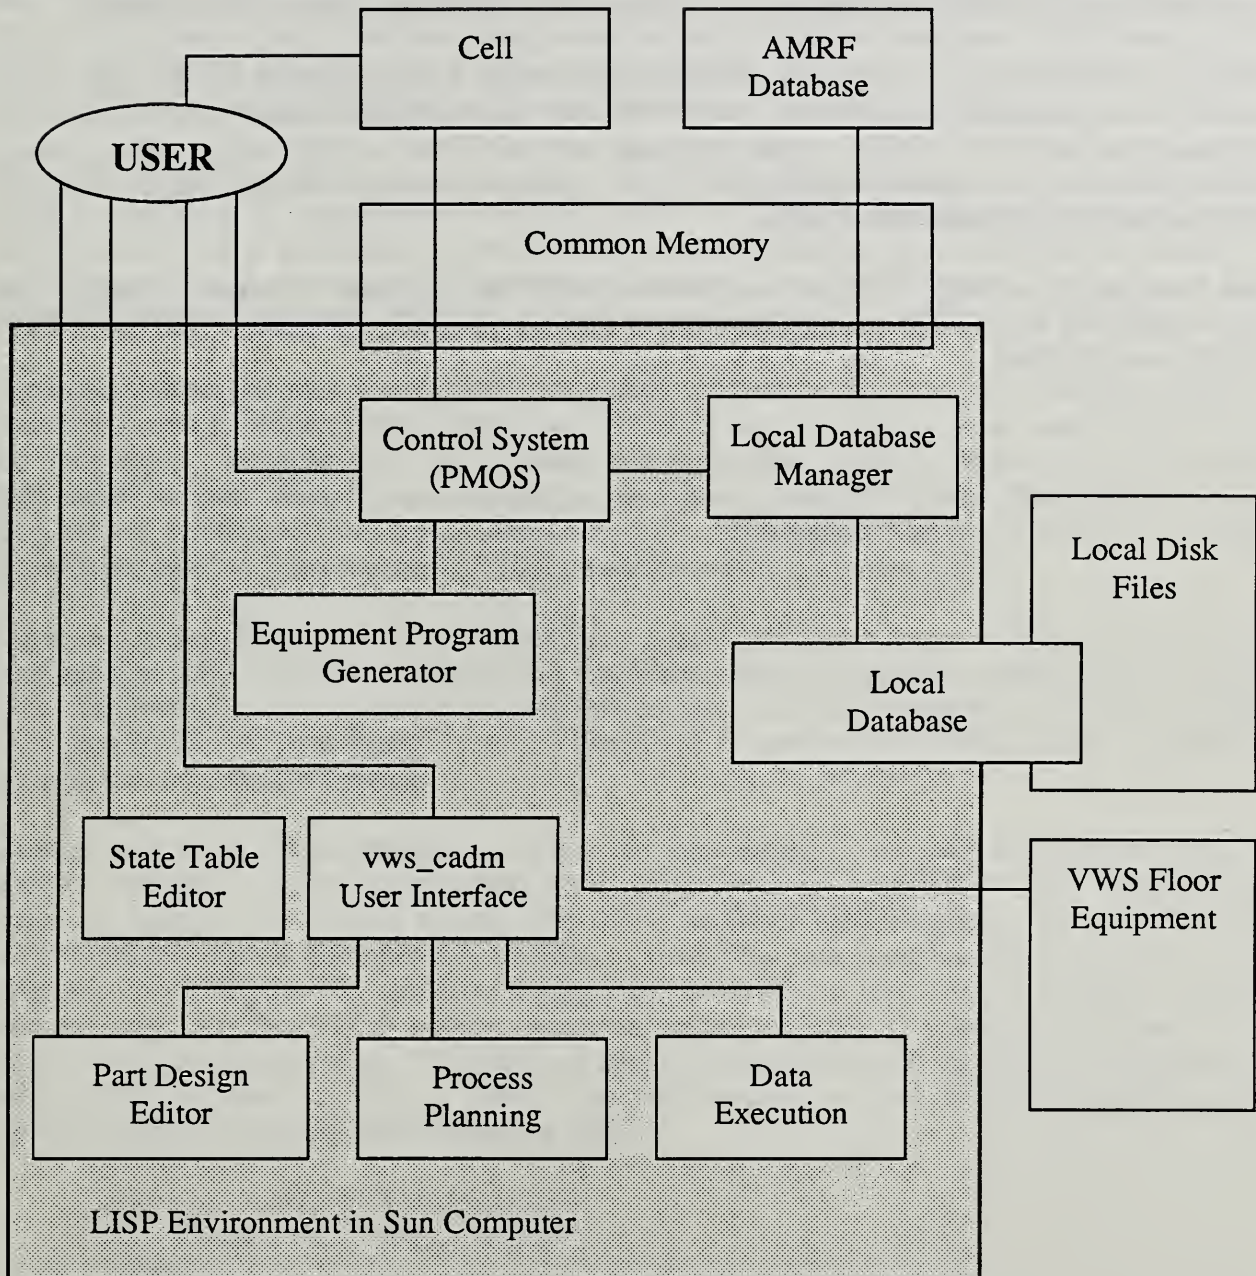 Cell
AMRF
Database
USER
Common Memory
Control System
(PMOS)
Local Database
Manager
Local Disk
Files
Equipment Program
Generator
Local
Database
State Table
Editor
vws_cadm
User Interface
VWS Floor
Equipment
Part Design
Editor
Process
Planning
Data
Execution
LISP Environment in Sun Computer